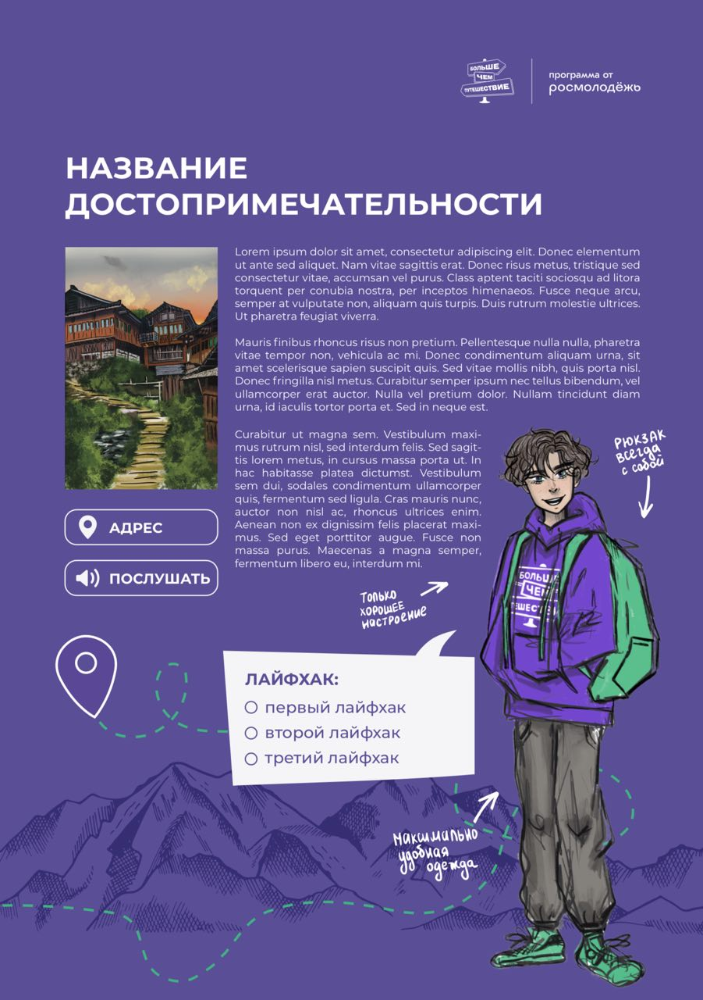 БОЛЬШЕ
ЧЕМ
ПУТЕШЕСТВИЕ
программа от
росмолодёжь
НАЗВАНИЕ
ДОСТОПРИМЕЧАТЕЛЬНОСТИ
Lorem ipsum dolor sit amet, consectetur adipiscing elit. Donec elementum
ut ante sed aliquet. Nam vitae sagittis erat. Donec risus metus, tristique sed
consectetur vitae, accumsan vel purus. Class aptent taciti sociosqu ad litora
torquent per conubia nostra, per inceptos himenaeos. Fusce neque arcu,
semper at vulputate non, aliquam quis turpis. Duis rutrum molestie ultrices.
Ut pharetra feugiat viverra.
Mauris finibus rhoncus risus non pretium. Pellentesque nulla nulla, pharetra
vitae tempor non, vehicula ac mi. Donec condimentum aliquam urna, sit
amet scelerisque sapien suscipit quis. Sed vitae mollis nibh, quis porta nisl.
Donec fringilla nisl metus. Curabitur semper ipsum nec tellus bibendum, vel
ullamcorper erat auctor. Nulla vel pretium dolor. Nullam tincidunt diam
urna, id iaculis tortor porta et. Sed in neque est.
Curabitur ut magna sem. Vestibulum maxi-
mus rutrum nisl, sed interdum felis. Sed sagit-
tis lorem metus, in cursus massa porta ut. In
hac habitasse platea dictumst. Vestibulum
sem dui, sodales condimentum ullamcorper
quis, fermentum sed ligula. Cras mauris nunc,
auctor non nisl ac, rhoncus ultrices enim.
Aenean non ex dignissim felis placerat maxi-
mus. Sed eget porttitor augue. Fusce non
massa purus. Maecenas a magna semper,
fermentum libero eu, interdum mi.
АДРЕС
ПОСЛУШАТЬ
РЮКЗАК
всегда
с собой
БОЛЬШЕ
ЧЕМ
ТЕШЕСТВИ
Только
хорошее
настроение
ЛАЙФХАК:
первый лайфхак
второй лайфхак
третий лайфхак
максимально
удобная
одежда